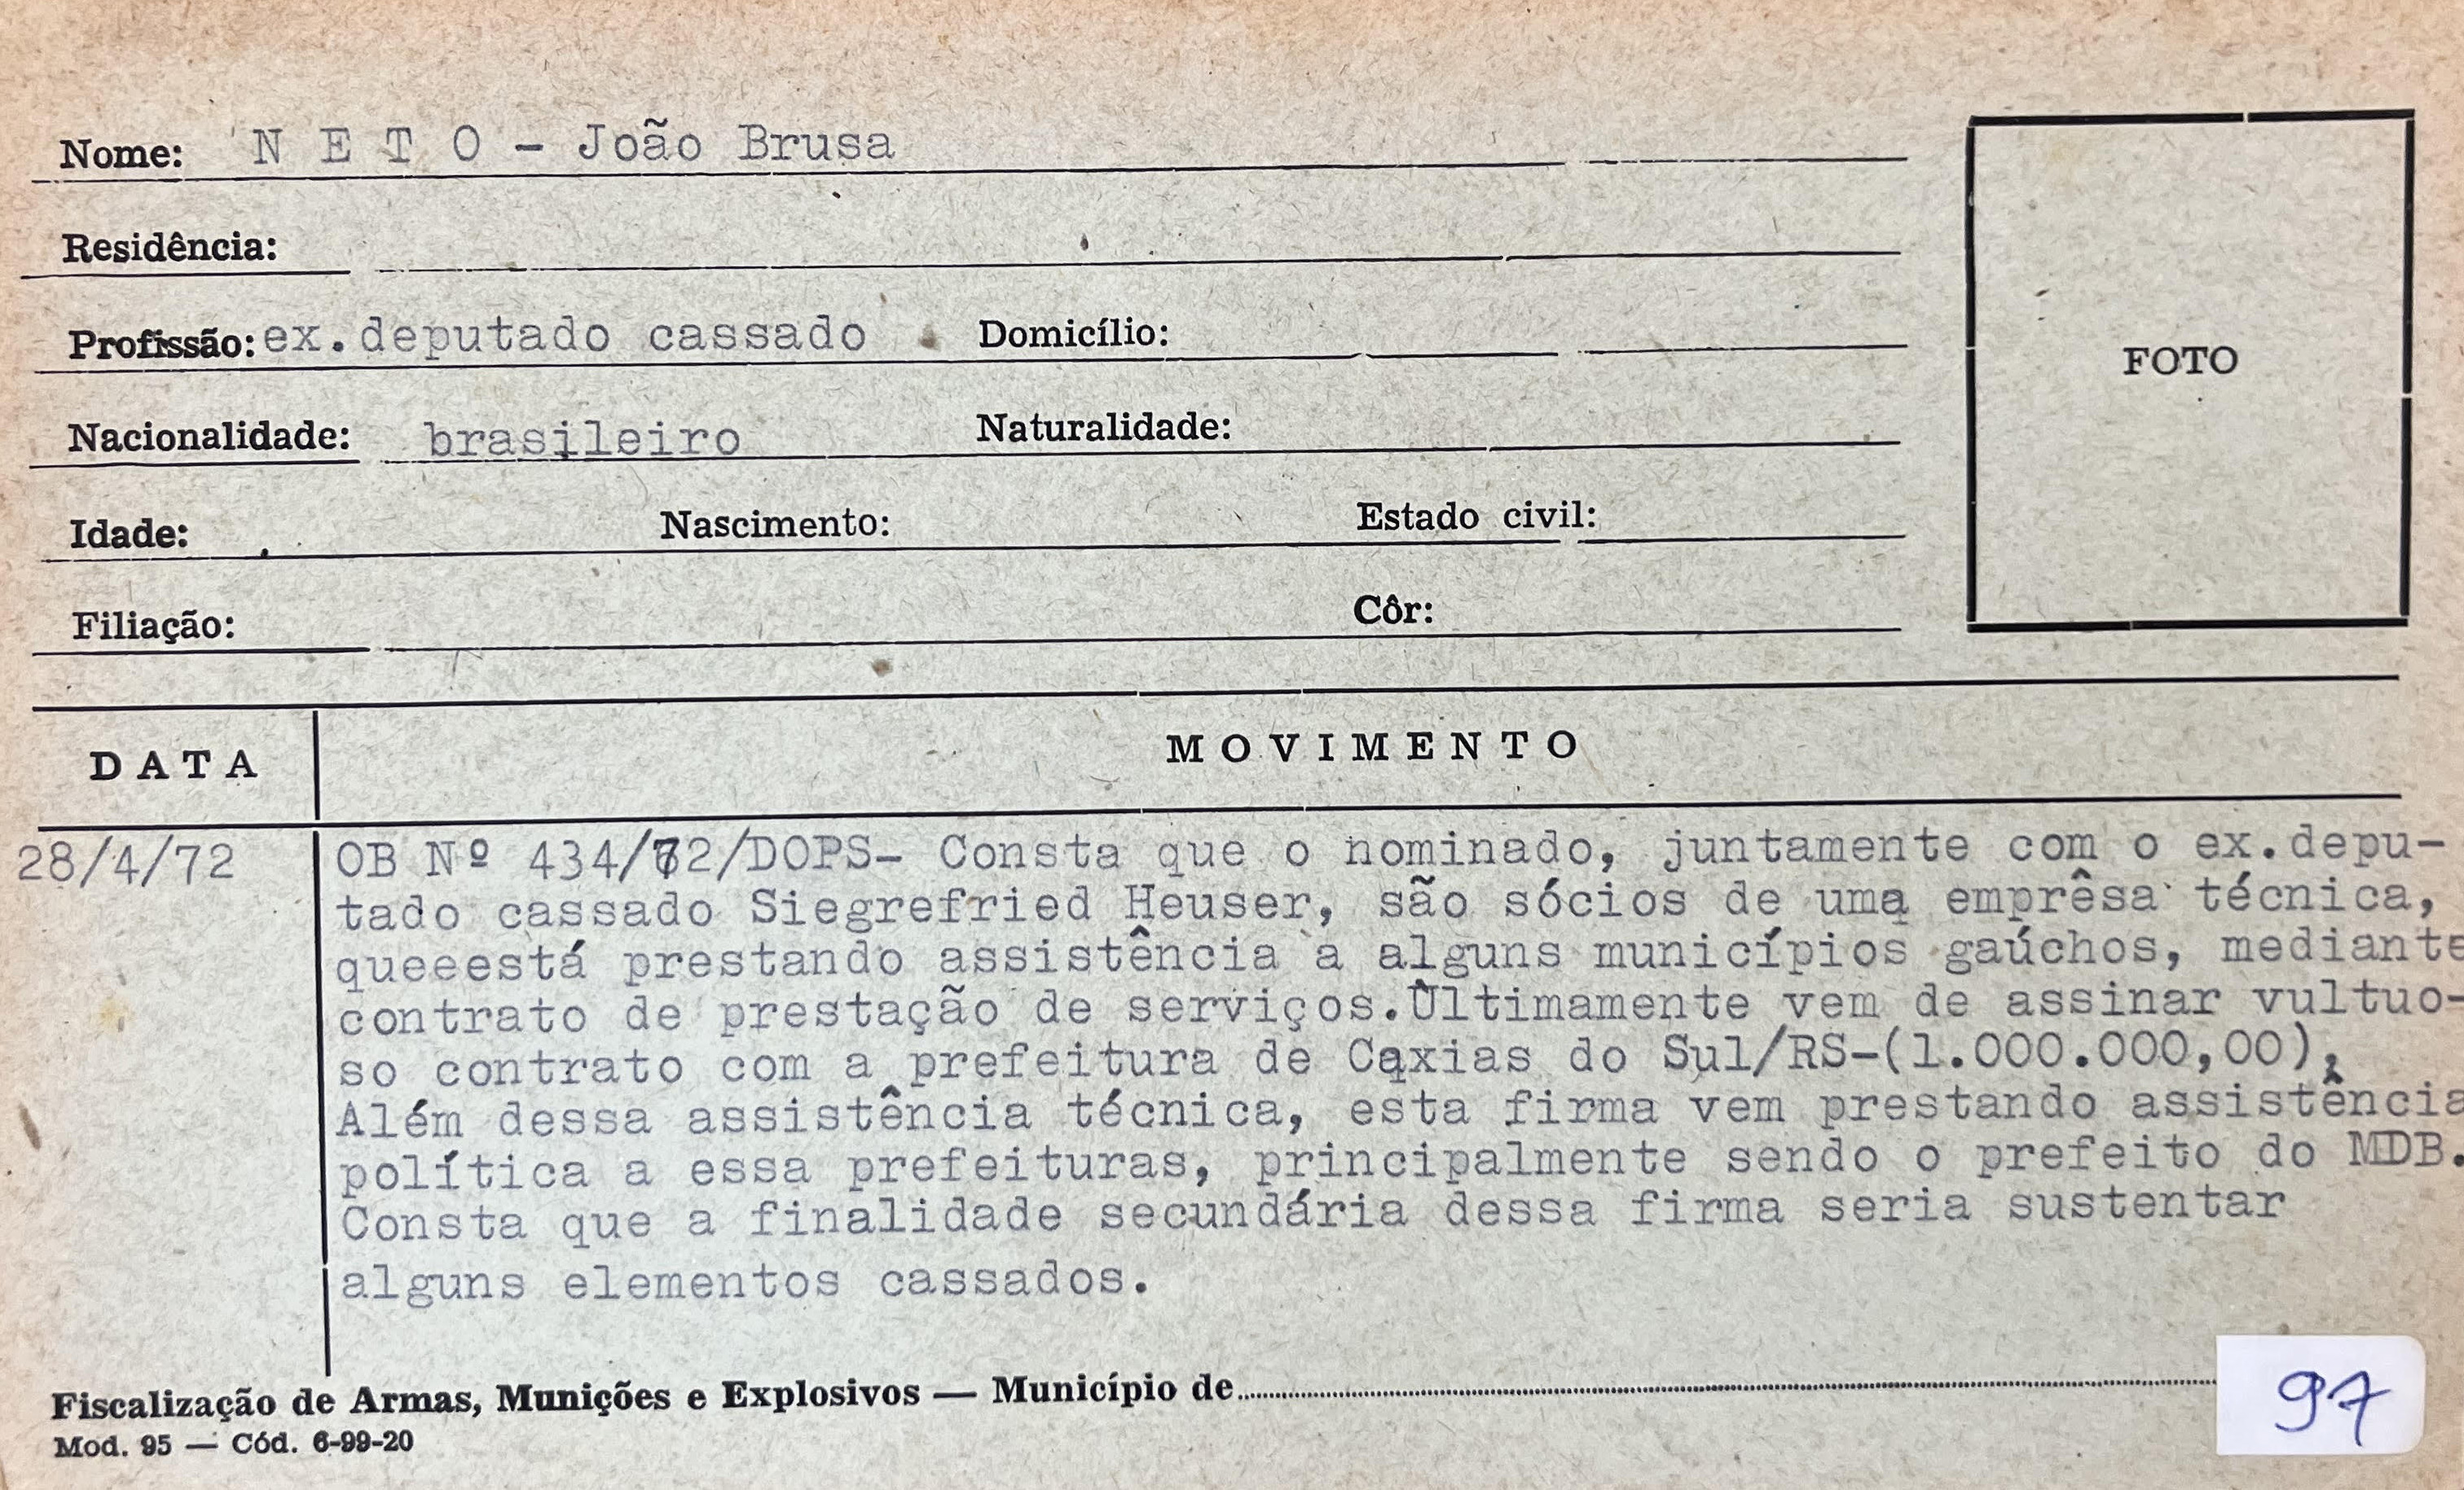 Nome: N E T O - João Brusa
Residência:
Profissão: ex.deputado cassado Domicílio:
FOTO
Nacionalidade: brasileiro Naturalidade:
Idade: Nascimento: Estado civil:
Filiação: Côr:
DATA MOVIMENTO
28/4/72 OB Nº 434/72/DOPS- Consta que o nominado, juntamente com o ex.depu-
tado cassado Siegrefried Heuser, são sócios de uma emprêsa técnica,
queeestá prestando assistência a alguns municípios gaúchos, mediante
contrato de prestação de serviços.Ùltimamente vem de assinar vultuo-
so contrato com a prefeitura de Caxias do Sul/RS-(1.000.000,00),
Além dessa assistência técnica, esta firma vem prestando assistência
política a essa prefeituras, principalmente sendo o prefeito do MDB.
Consta que a finalidade secundária dessa firma seria sustentar
alguns elementos cassados.
Fiscalização de Armas, Munições e Explosivos — Município de
Mod. 95 — Cód. 6-99-20
97